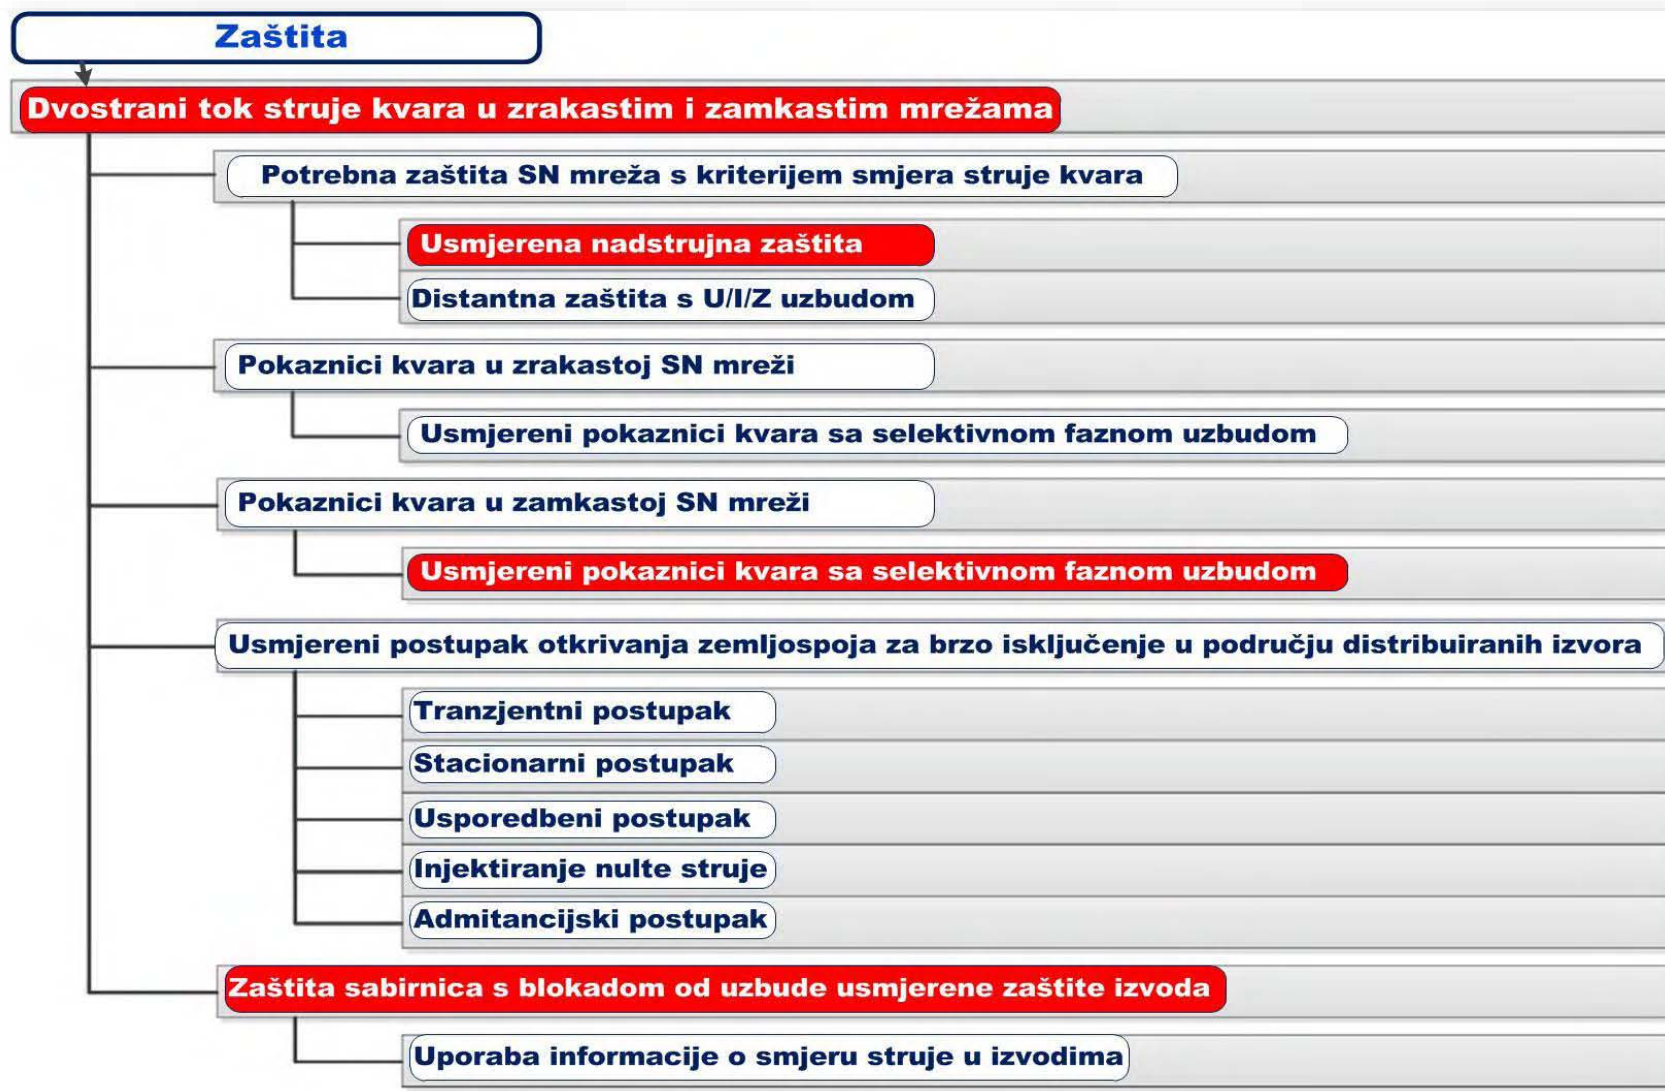 Zaštita
Dvostrani tok struje kvara u zrakastim i zamkastim mrežama
Potrebna zaštita SN mreža s kriterijem smjera struje kvara
Usmjerena nadstrujna zaštita
Distantna zaštita s U/I/Z uzbudom
Pokaznici kvara u zrakastoj SN mreži
Usmjereni pokaznici kvara sa selektivnom faznom uzbudom
Pokaznici kvara u zamkastoj SN mreži
Usmjereni pokaznici kvara sa selektivnom faznom uzbudom
Usmjereni postupak otkrivanja zemljospoja za brzo isključenje u području distribuiranih izvora
Tranzjentni postupak
Stacionarni postupak
Usporedbeni postupak
Injektiranje nulte struje
Admitancijski postupak
Zaštita sabirnica s blokadom od uzbude usmjerene zaštite izvoda
Uporaba informacije o smjeru struje u izvodima